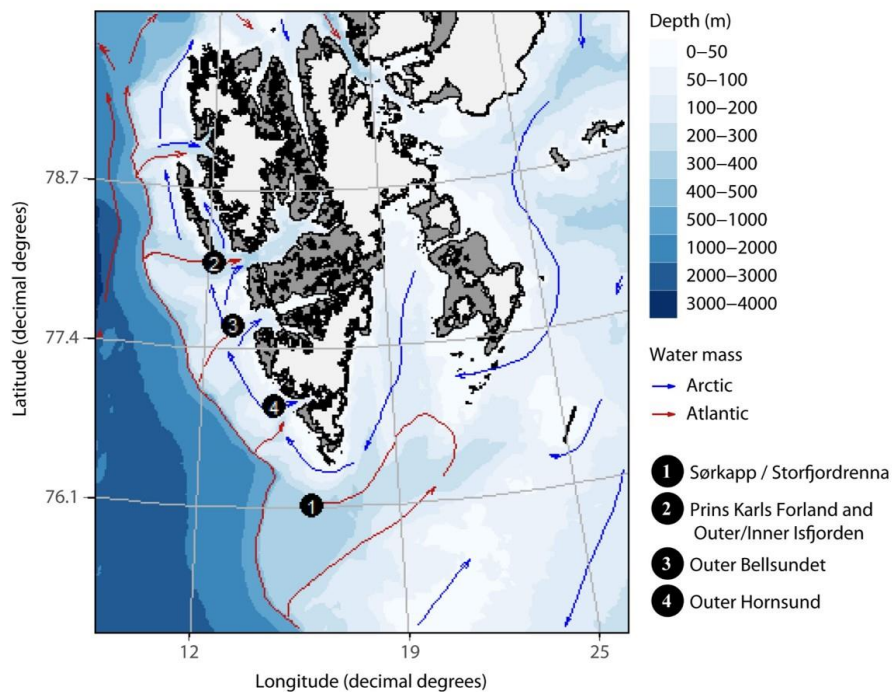 Depth (m)
0–50
50–100
100–200
200–300
300–400
400–500
500–1000
1000–2000
2000–3000
3000–4000
Water mass
Arctic
Atlantic
1 Sørkapp / Storfjordrenna
2 Prins Karls Forland and
Outer/Inner Isfjorden
3 Outer Bellsundet
4 Outer Hornsund
Latitude (decimal degrees)
78.7
77.4
76.1
2
3
4
1
12
19
25
Longitude (decimal degrees)